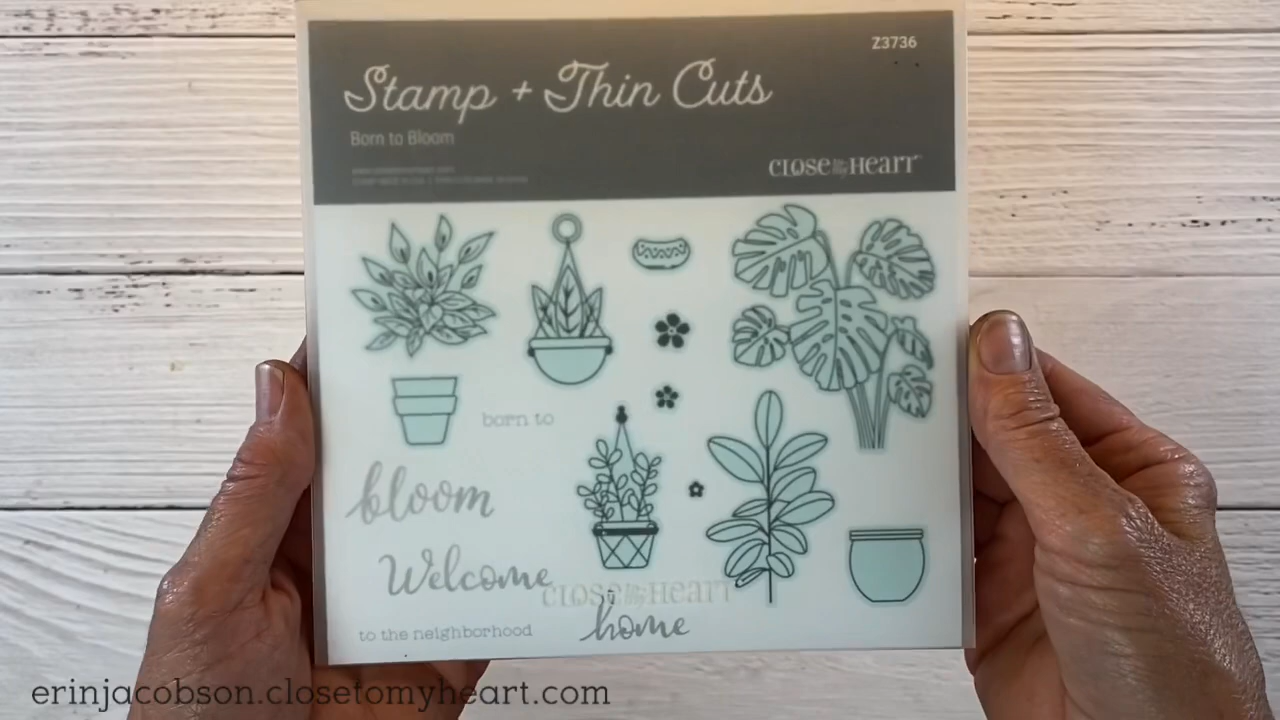 Z3736
Stamp + Thin Cuts
Born to Bloom
CLOSE to my HEART
born to
bloom
Welcome
CLOSE to my HEART
home
to the neighborhood
erinjacobson.closetomyheart.com